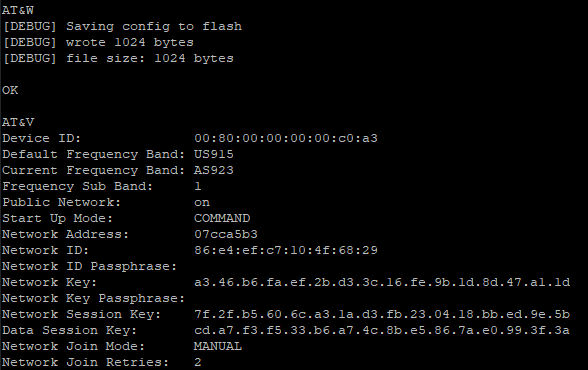 AT&W
[DEBUG] Saving config to flash
[DEBUG] wrote 1024 bytes
[DEBUG] file size: 1024 bytes
OK
AT&V
Device ID: 00:80:00:00:00:00:c0:a3
Default Frequency Band: US915
Current Frequency Band: AS923
Frequency Sub Band: 1
Public Network: on
Start Up Mode: COMMAND
Network Address: 07cca5b3
Network ID: 86:e4:ef:c7:10:4f:68:29
Network ID Passphrase:
Network Key: a3.46.b6.fa.ef.2b.d3.3c.16.fe.9b.1d.8d.47.a1.1d
Network Key Passphrase:
Network Session Key: 7f.2f.b5.60.6c.a3.1a.d3.fb.23.04.18.bb.ed.9e.5b
Data Session Key: cd.a7.f3.f5.33.b6.a7.4c.8b.e5.86.7a.e0.99.3f.3a
Network Join Mode: MANUAL
Network Join Retries: 2